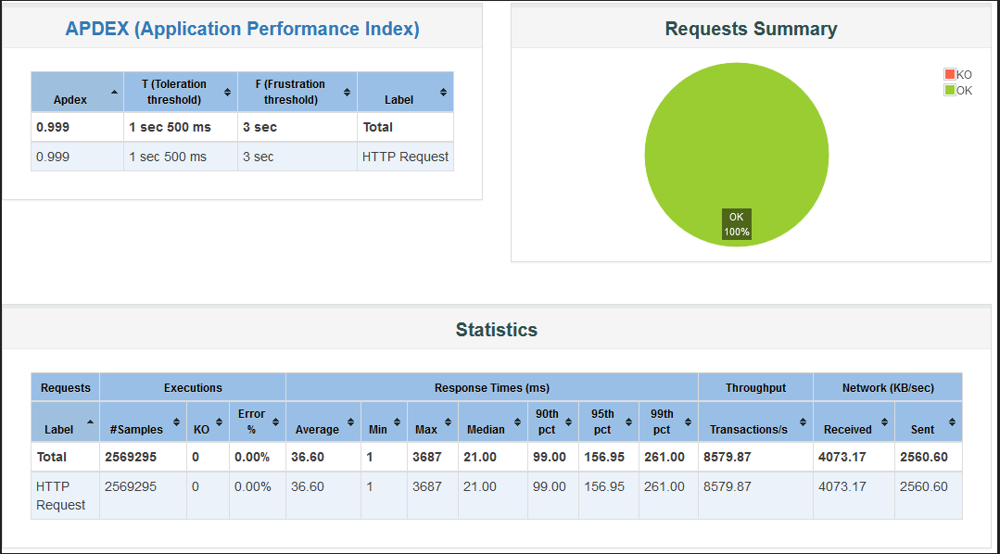 APDEX (Application Performance Index)
Apdex T (Toleration threshold) F (Frustration threshold) Label
0.999 1 sec 500 ms 3 sec Total
0.999 1 sec 500 ms 3 sec HTTP Request
Requests Summary
KO
OK
OK
100%
Statistics
Requests Executions Response Times (ms) Throughput Network (KB/sec)
Label #Samples KO Error % Average Min Max Median 90th pct 95th pct 99th pct Transactions/s Received Sent
Total 2569295 0 0.00% 36.60 1 3687 21.00 99.00 156.95 261.00 8579.87 4073.17 2560.60
HTTP Request 2569295 0 0.00% 36.60 1 3687 21.00 99.00 156.95 261.00 8579.87 4073.17 2560.60